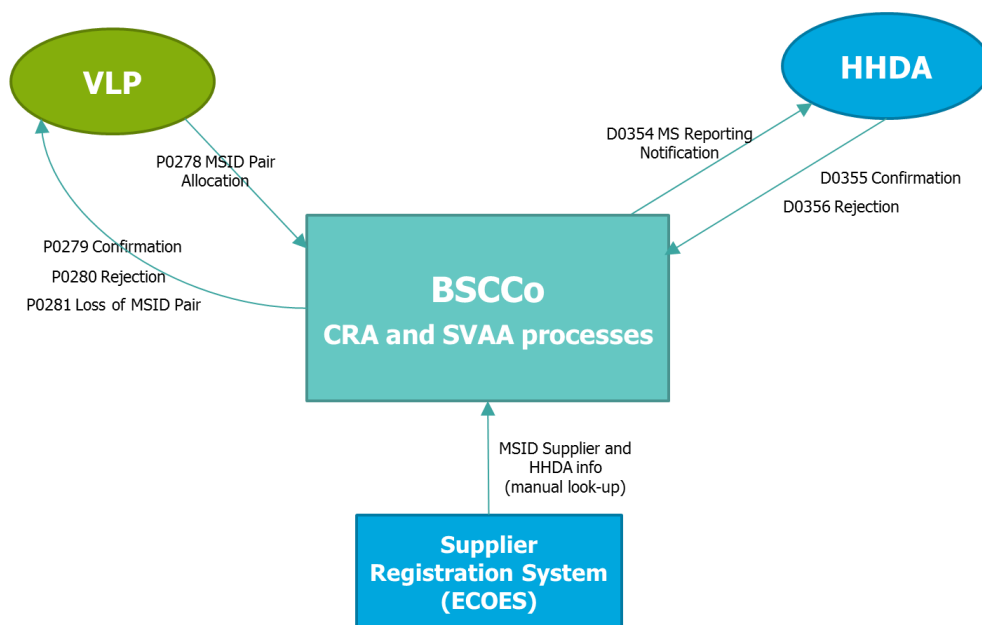 VLP
HHDA
P0278 MSID Pair
Allocation
D0354 MS Reporting
Notification
D0355 Confirmation
D0356 Rejection
P0279 Confirmation
P0280 Rejection
P0281 Loss of MSID Pair
BSCCo
CRA and SVAA processes
MSID Supplier and
HHDA info
(manual look-up)
Supplier
Registration System
(ECOES)